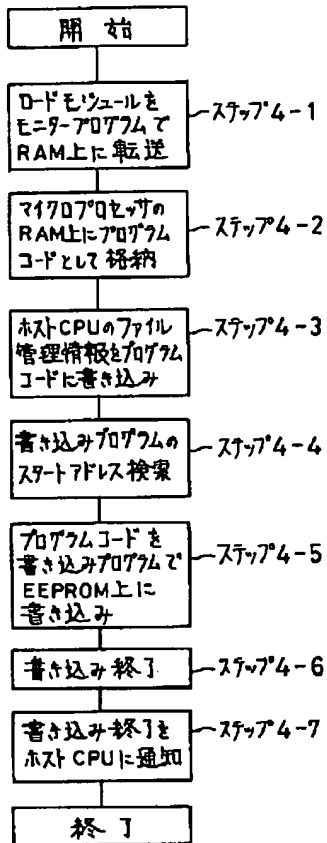 開始
ロードモジュールを
モニタープログラムで
RAM上に転送
ステップ4-1
マイクロプロセッサの
RAM上にプログラム
コードとして格納
ステップ4-2
ホストCPUのファイル
管理情報をプログラム
コードに書き込み
ステップ4-3
書き込みプログラムの
スタートアドレス検索
ステップ4-4
プログラムコードを
書き込みプログラムで
EEPROM上に
書き込み
ステップ4-5
書き込み終了
ステップ4-6
書き込み終了を
ホストCPUに通知
ステップ4-7
終了